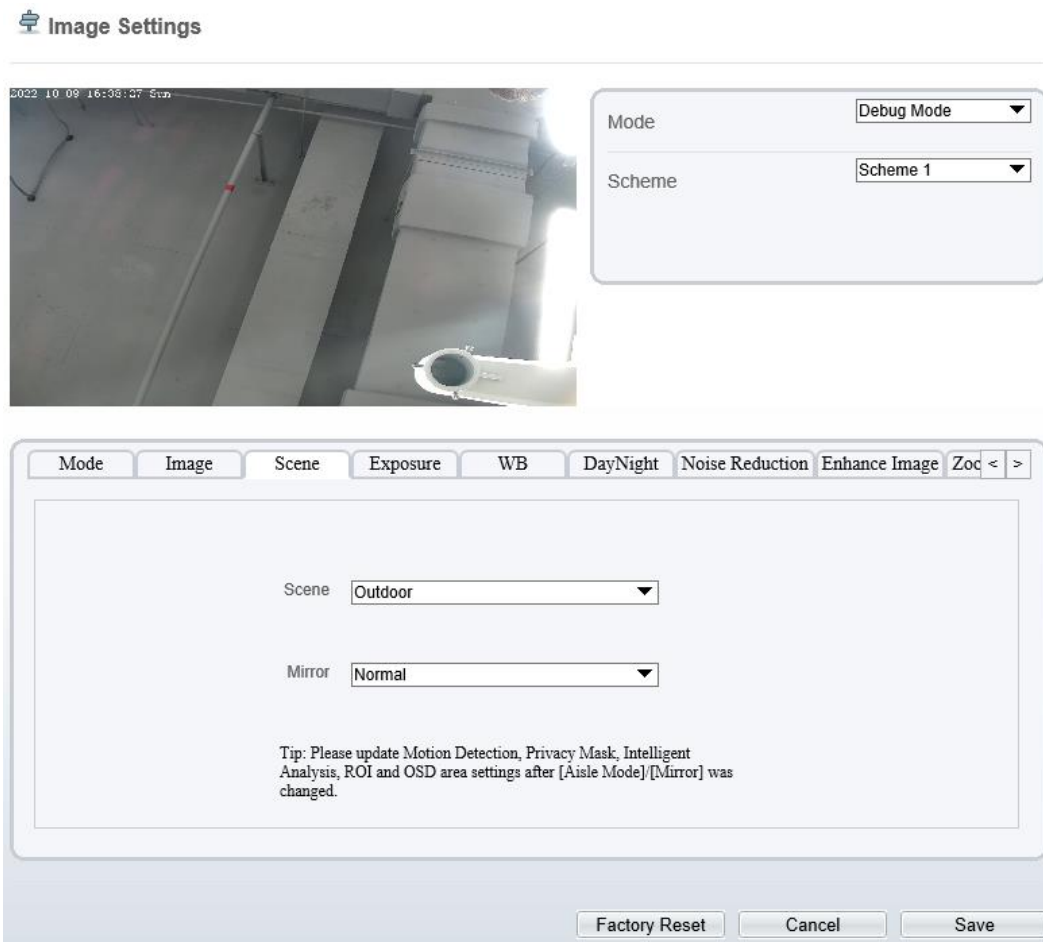 Image Settings
2022 10 09 16:38:27 Sun
Mode
Debug Mode
Scheme
Scheme 1
Mode Image Scene Exposure WB DayNight Noise Reduction Enhance Image < >
Scene
Outdoor
Mirror
Normal
Tip: Please update Motion Detection, Privacy Mask, Intelligent
Analysis, ROI and OSD area settings after [Aisle Mode]/[Mirror] was
changed.
Factory Reset Cancel Save